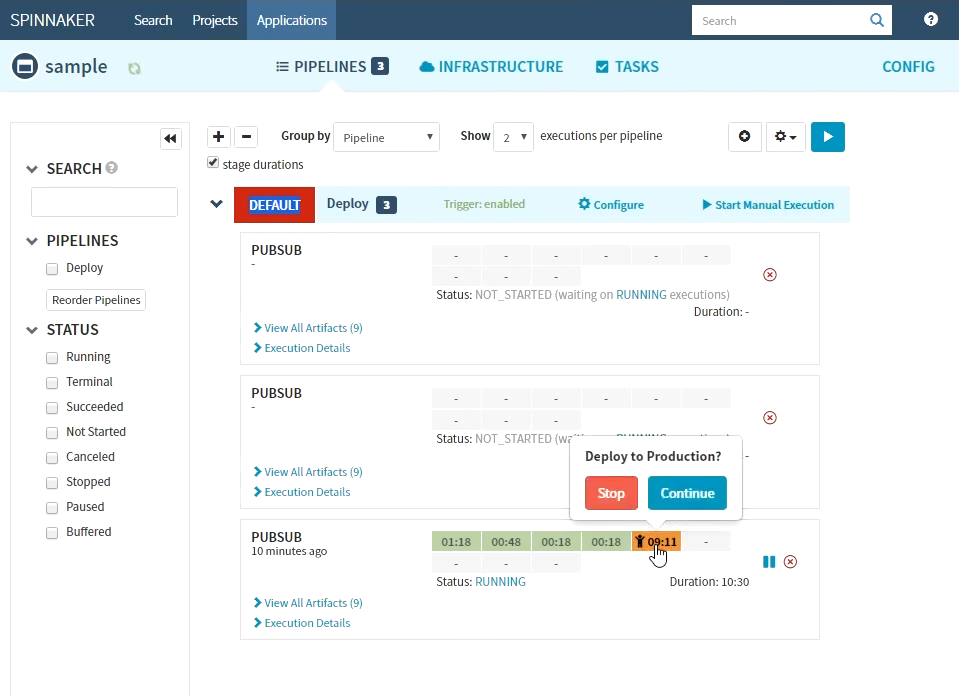 SPINNAKER Search Projects Applications Search ?
sample PIPELINES 3 INFRASTRUCTURE TASKS CONFIG
SEARCH ?
PIPELINES
Deploy
Reorder Pipelines
STATUS
Running
Terminal
Succeeded
Not Started
Canceled
Stopped
Paused
Buffered
Group by Pipeline Show 2 executions per pipeline
stage durations
DEFAULT Deploy 3 Trigger: enabled Configure Start Manual Execution
PUBSUB - - - - - -
- - - -
Status: NOT_STARTED (waiting on RUNNING executions)
Duration: -
View All Artifacts (9)
Execution Details
PUBSUB - - - - - -
- - - -
Status: NOT_STARTED
-
View All Artifacts (9)
Execution Details
Deploy to Production?
Stop Continue
PUBSUB 01:18 00:48 00:18 00:18 09:11 -
10 minutes ago - - -
Status: RUNNING Duration: 10:30
View All Artifacts (9)
Execution Details